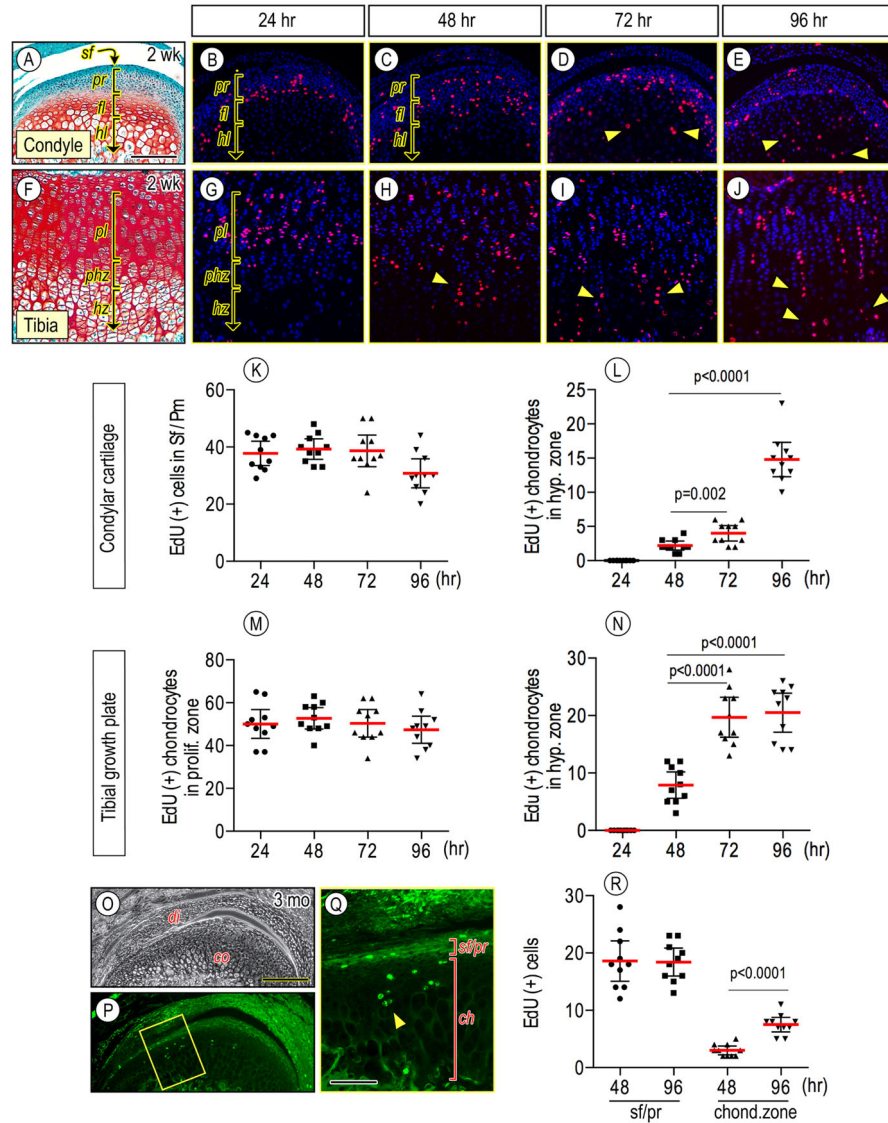 24 hr 48 hr 72 hr 96 hr
A sf 2 wk B C D E
pr pr pr
fl fl fl
hl hl hl
Condyle
F 2 wk G H I J
pl pl
phz phz
hz hz
Tibia
Condylar cartilage
K
EdU (+) cells in Sf/Pm
60
40
20
0
24 48 72 96 (hr)
L
EdU (+) chondrocytes
in hyp. zone
p<0.0001
p=0.002
25
20
15
10
5
0
24 48 72 96 (hr)
Tibial growth plate
M
EdU (+) chondrocytes
in prolif. zone
80
60
40
20
0
24 48 72 96 (hr)
N
Edu (+) chondrocytes
in hyp. zone
p<0.0001
p<0.0001
30
20
10
0
24 48 72 96 (hr)
O 3 mo
di
co
P
Q
sf/pr
ch
R
EdU (+) cells
p<0.0001
30
20
10
0
48 96 48 96 (hr)
sf/pr chond.zone